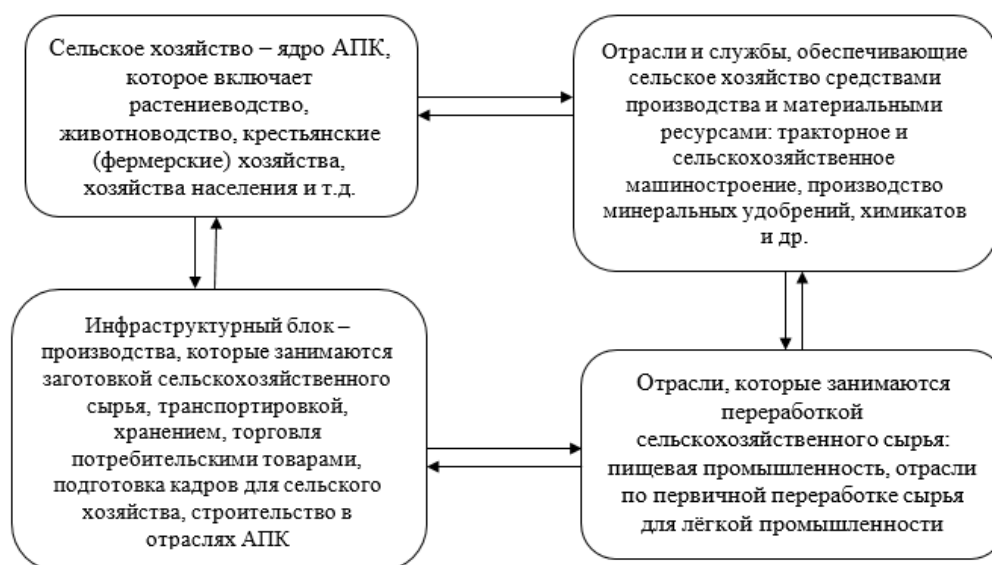 Сельское хозяйство – ядро АПК,
которое включает
растениеводство,
животноводство, крестьянские
(фермерские) хозяйства,
хозяйства населения и т.д.
Отрасли и службы, обеспечивающие
сельское хозяйство средствами
производства и материальными
ресурсами: тракторное и
сельскохозяйственное
машиностроение, производство
минеральных удобрений, химикатов
и др.
Инфраструктурный блок –
производства, которые занимаются
заготовкой сельскохозяйственного
сырья, транспортировкой,
хранением, торговля
потребительскими товарами,
подготовка кадров для сельского
хозяйства, строительство в
отраслях АПК
Отрасли, которые занимаются
переработкой
сельскохозяйственного сырья:
пищевая промышленность, отрасли
по первичной переработке сырья
для лёгкой промышленности